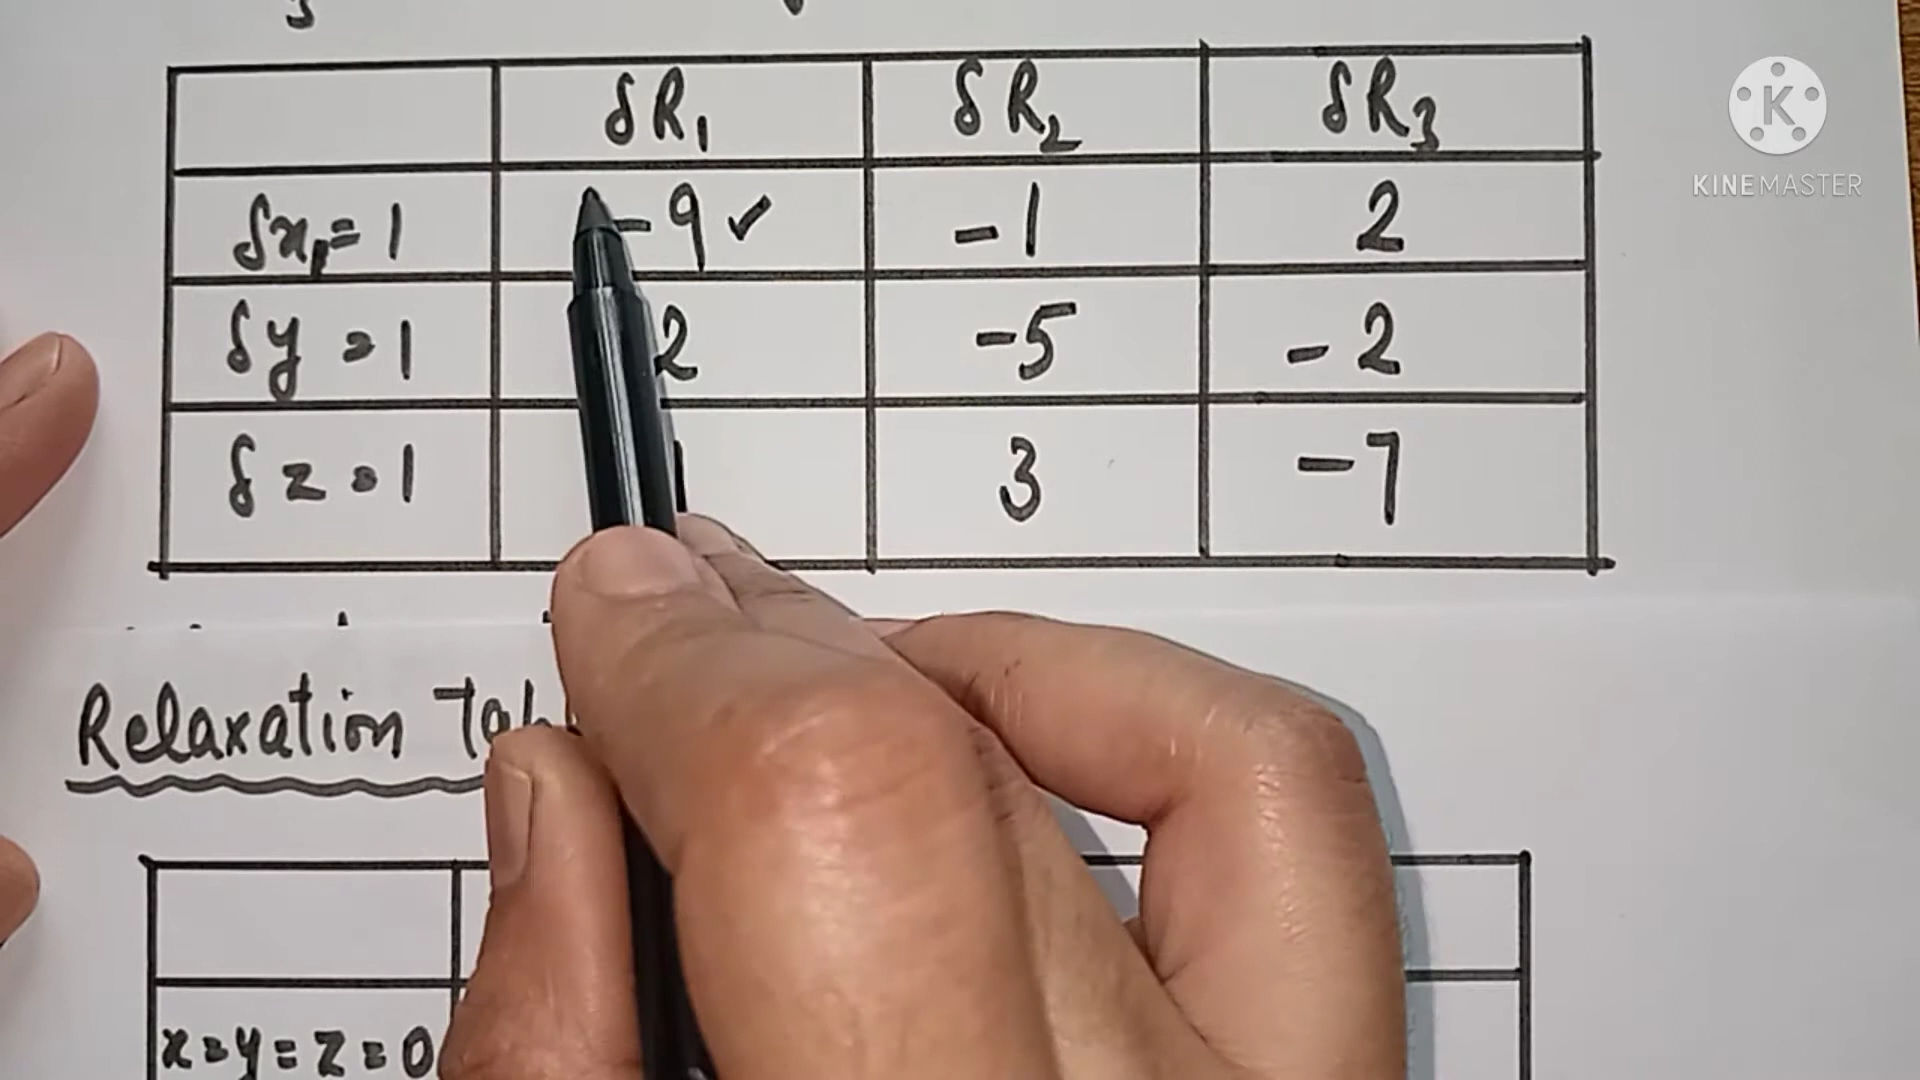 3
KINEMASTER
δR₁ δR₂ δR₃
δx₁ = 1 -9 ✓ -1 2
δy = 1 2 -5 -2
δz = 1 3 -7
Relaxation
x = y = z = 0